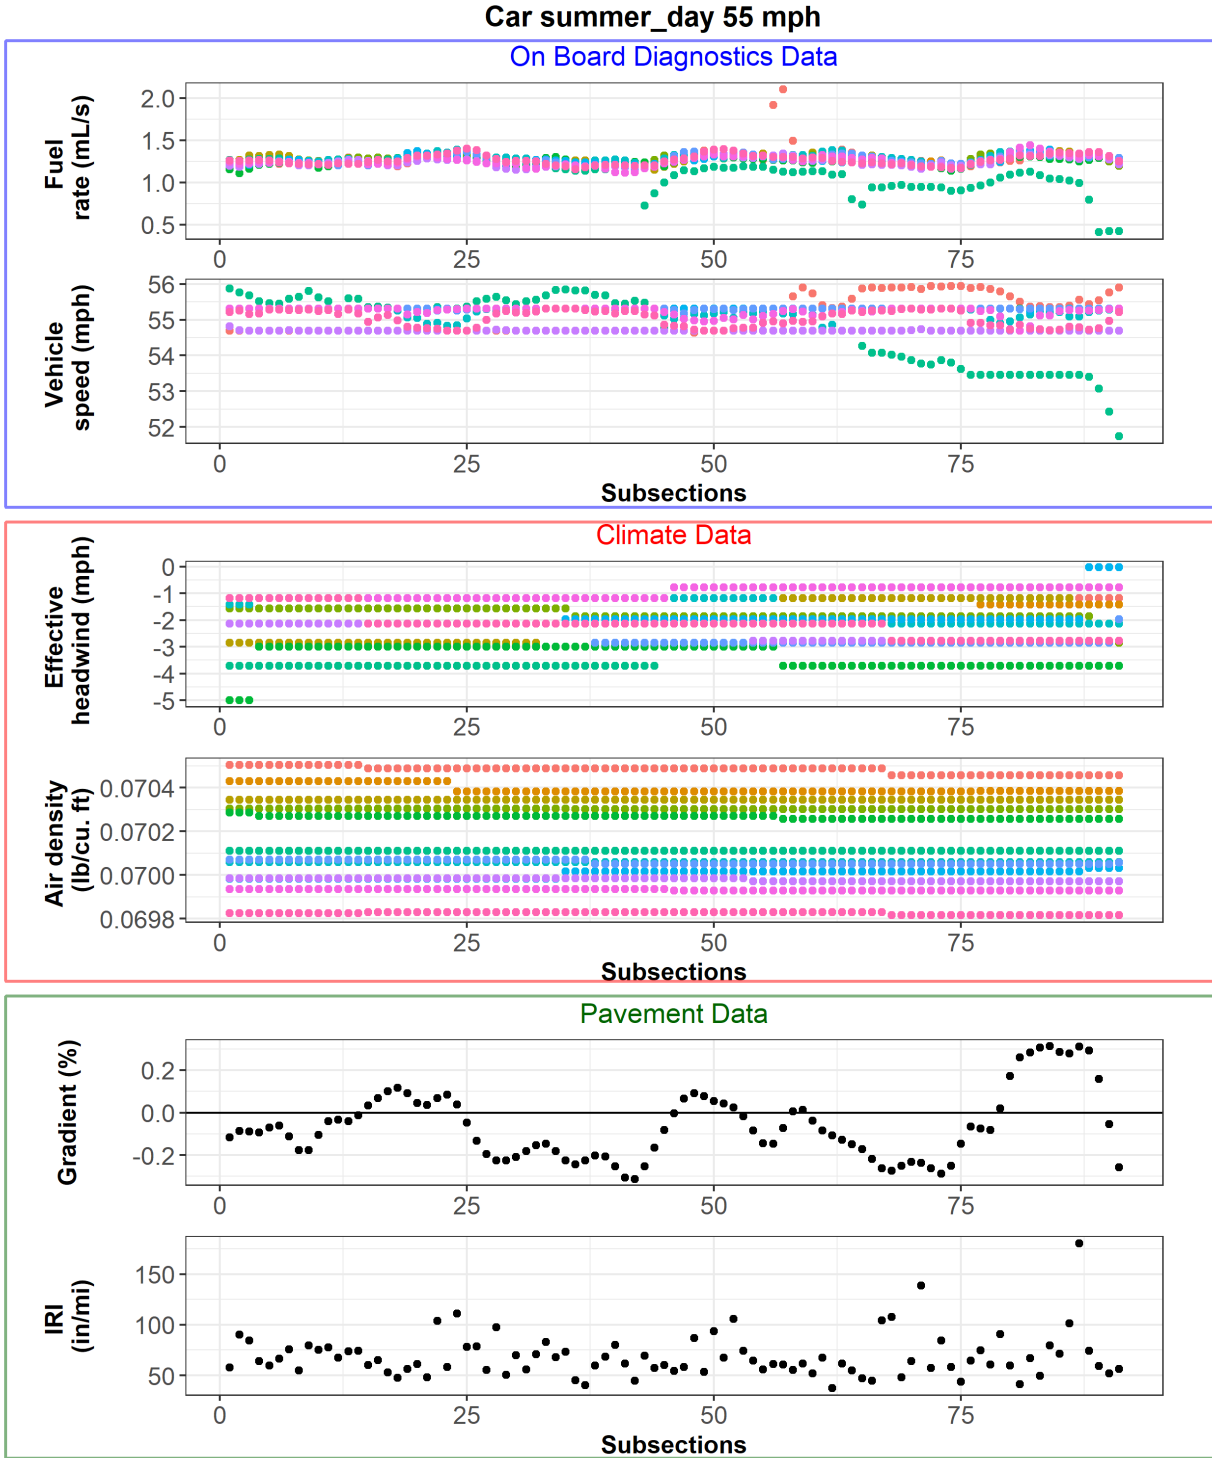 Car summer_day 55 mph
On Board Diagnostics Data
Fuel
rate (mL/s)
2.0
1.5
1.0
0.5
0 25 50 75
Vehicle
speed (mph)
56
55
54
53
52
0 25 50 75
Subsections
Climate Data
Effective
headwind (mph)
0
-1
-2
-3
-4
-5
0 25 50 75
Air density
(lb/cu. ft)
0.0704
0.0702
0.0700
0.0698
0 25 50 75
Subsections
Pavement Data
Gradient (%)
0.2
0.0
-0.2
0 25 50 75
IRI
(in/mi)
150
100
50
0 25 50 75
Subsections